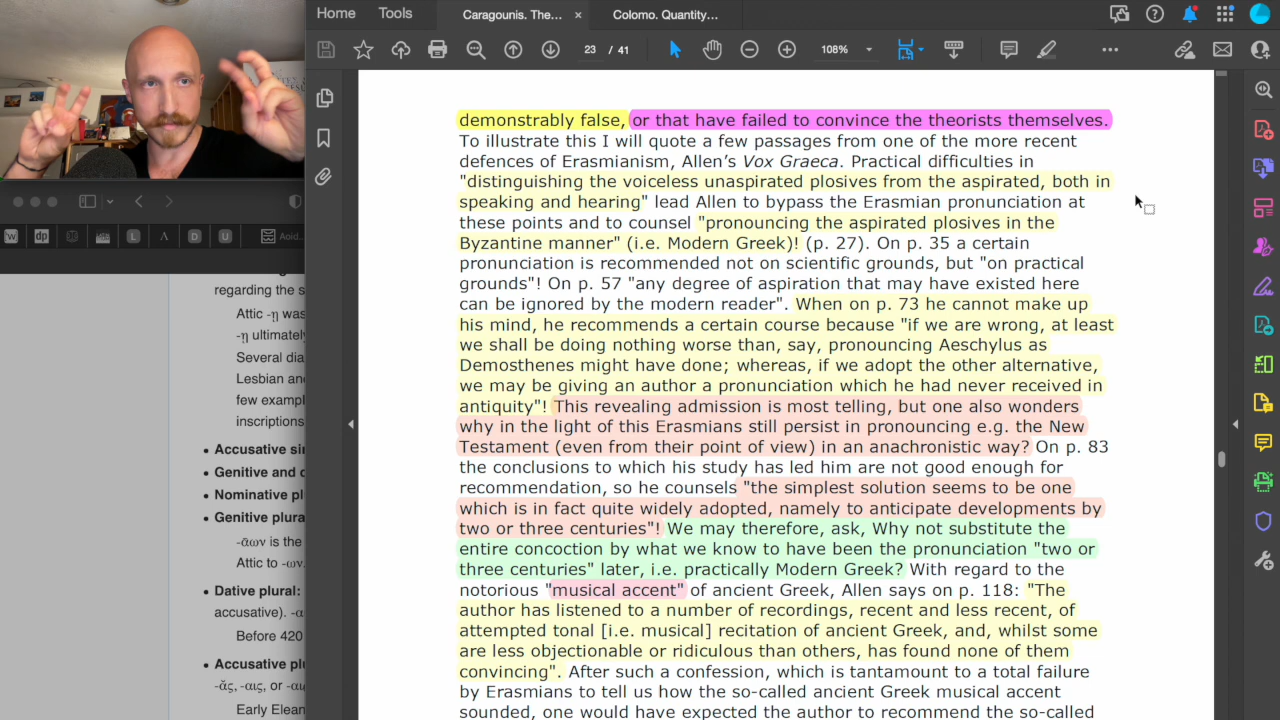 Home
Tools
Caragounis. The...
×
Colomo. Quantity...
23 / 41
108%
demonstrably false, or that have failed to convince the theorists themselves.
To illustrate this I will quote a few passages from one of the more recent
defences of Erasmianism, Allen's Vox Graeca. Practical difficulties in
"distinguishing the voiceless unaspirated plosives from the aspirated, both in
speaking and hearing" lead Allen to bypass the Erasmian pronunciation at
these points and to counsel "pronouncing the aspirated plosives in the
Byzantine manner" (i.e. Modern Greek)! (p. 27). On p. 35 a certain
pronunciation is recommended not on scientific grounds, but "on practical
grounds"! On p. 57 "any degree of aspiration that may have existed here
can be ignored by the modern reader". When on p. 73 he cannot make up
his mind, he recommends a certain course because "if we are wrong, at least
we shall be doing nothing worse than, say, pronouncing Aeschylus as
Demosthenes might have done; whereas, if we adopt the other alternative,
we may be giving an author a pronunciation which he had never received in
antiquity"! This revealing admission is most telling, but one also wonders
why in the light of this Erasmians still persist in pronouncing e.g. the New
Testament (even from their point of view) in an anachronistic way? On p. 83
the conclusions to which his study has led him are not good enough for
recommendation, so he counsels "the simplest solution seems to be one
which is in fact quite widely adopted, namely to anticipate developments by
two or three centuries"! We may therefore, ask, Why not substitute the
entire concoction by what we know to have been the pronunciation "two or
three centuries" later, i.e. practically Modern Greek? With regard to the
notorious "musical accent" of ancient Greek, Allen says on p. 118: "The
author has listened to a number of recordings, recent and less recent, of
attempted tonal [i.e. musical] recitation of ancient Greek, and, whilst some
are less objectionable or ridiculous than others, has found none of them
convincing". After such a confession, which is tantamount to a total failure
by Erasmians to tell us how the so-called ancient Greek musical accent
sounded, one would have expected the author to recommend the so-called
W dp L Λ D U Aoid.
regarding the s
Attic -ῃ was
-ῃ ultimately
Several dia
Lesbian and
few exampl
inscriptions
• Accusative si
• Genitive and d
• Nominative pl
• Genitive plura
-ᾱων is the
Attic to -ων.
• Dative plural:
accusative). -α
Before 420
• Accusative plu
-ᾰς, -αις, or -αι
Early Elean